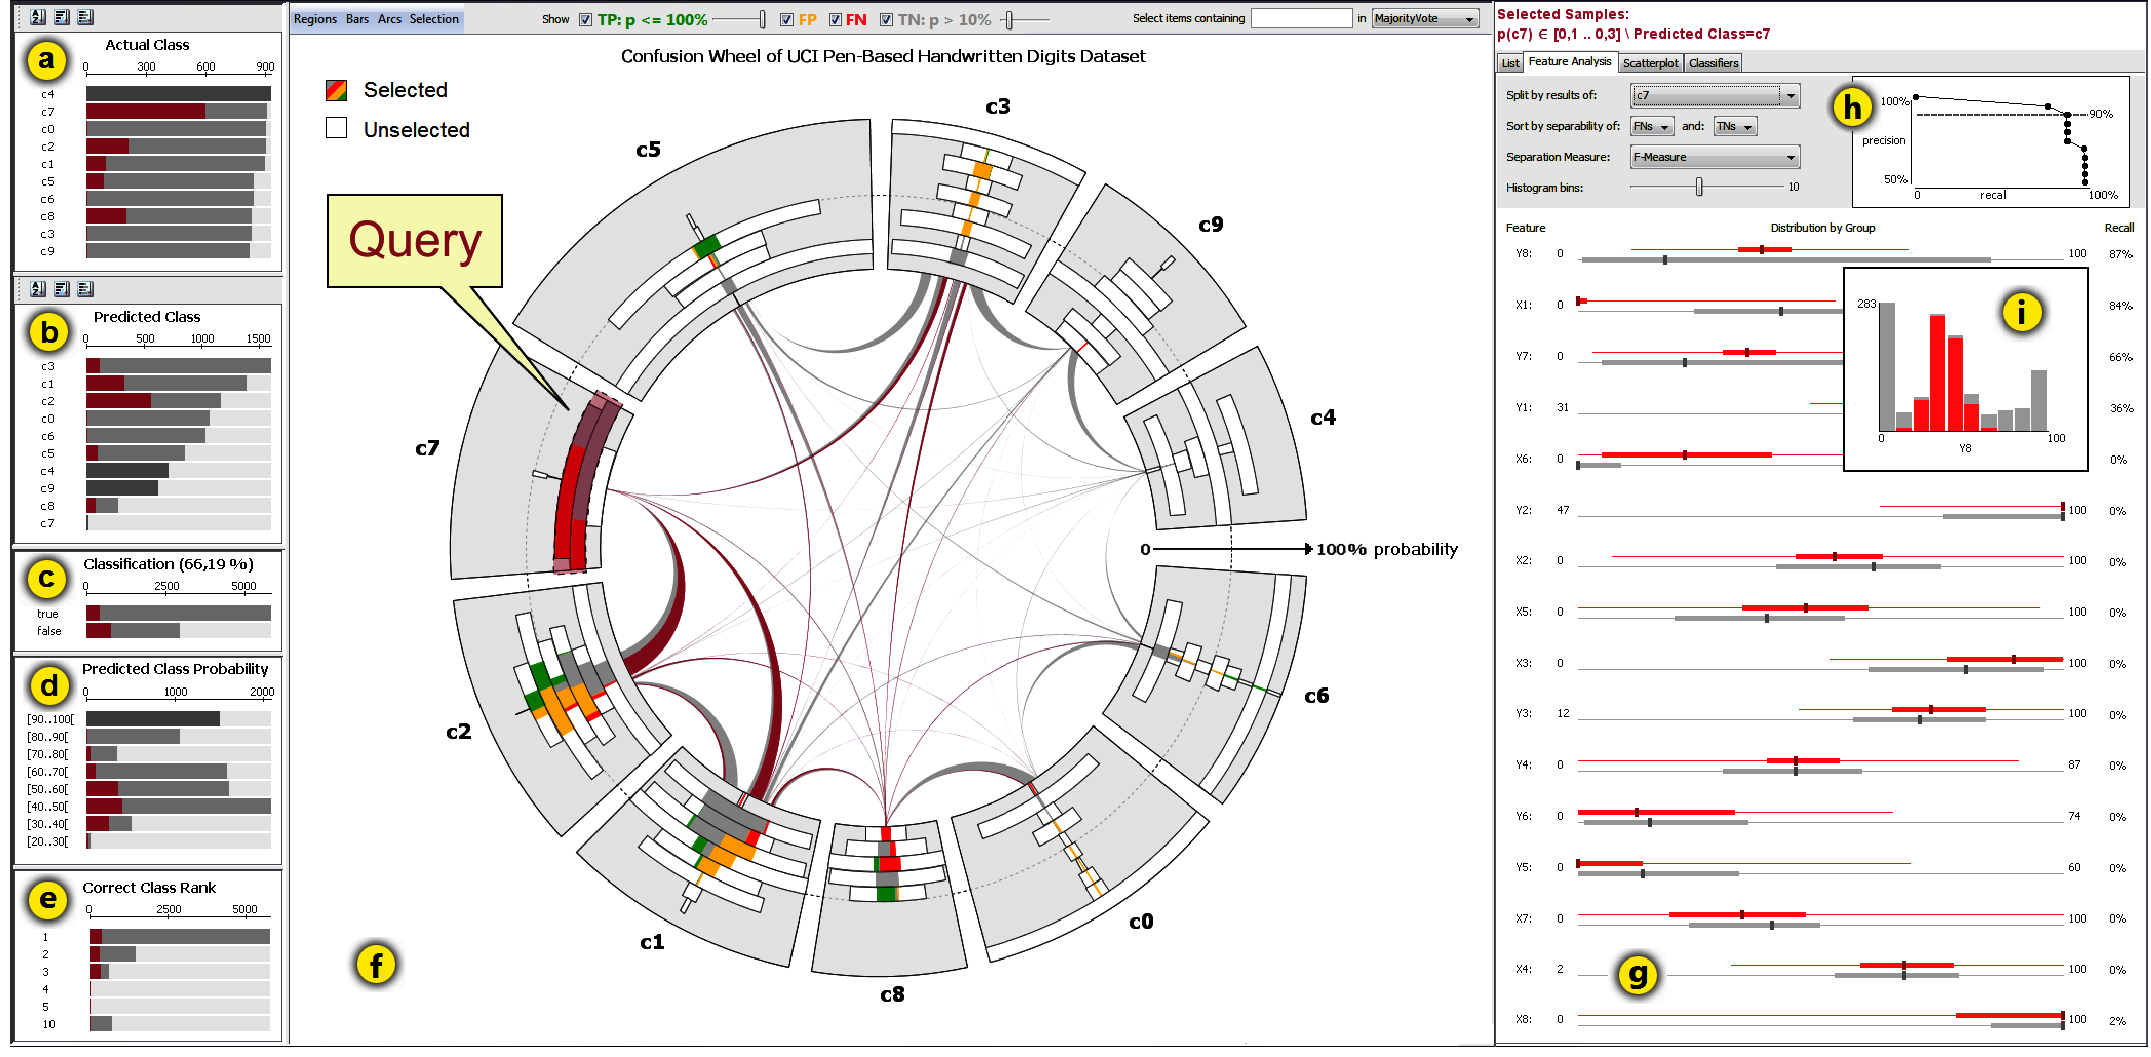 a
Actual Class
0 300 600 900
c4
c7
c0
c2
c1
c5
c6
c8
c3
c9
b
Predicted Class
0 500 1000 1500
c3
c1
c2
c0
c6
c5
c4
c9
c8
c7
c
Classification (66,19 %)
0 2500 5000
true
false
d
Predicted Class Probability
0 1000 2000
[90..100[
[80..90[
[70..80[
[60..70[
[50..60[
[40..50[
[30..40[
[20..30[
e
Correct Class Rank
0 2500 5000
1
2
3
4
5
10
Regions Bars Arcs Selection
Show TP: p <= 100% FP FN TN: p > 10%
Select items containing in MajorityVote
Confusion Wheel of UCI Pen-Based Handwritten Digits Dataset
Selected
Unselected
Query
c3
c9
c4
c6
c0
c8
c1
c2
c7
c5
0 100% probability
f
Selected Samples:
p(c7) ∈ [0,1 .. 0,3] \ Predicted Class=c7
List Feature Analysis Scatterplot Classifiers
Split by results of: c7
Sort by separability of: FNs and: TNs
Separation Measure: F-Measure
Histogram bins: 10
h
100%
90%
precision
50%
0 recall 100%
Feature Distribution by Group Recall
Y8: 0 100 87%
X1: 0 84%
Y7: 0 66%
Y1: 31 36%
X6: 0 0%
i
283
0 100
Y8
Y2: 47 100 0%
X2: 0 100 0%
X5: 0 100 0%
X3: 0 100 0%
Y3: 12 100 0%
Y4: 0 87 0%
Y6: 0 74 0%
Y5: 0 60 0%
X7: 0 100 0%
X4: 2 100 0%
g
X8: 0 100 2%